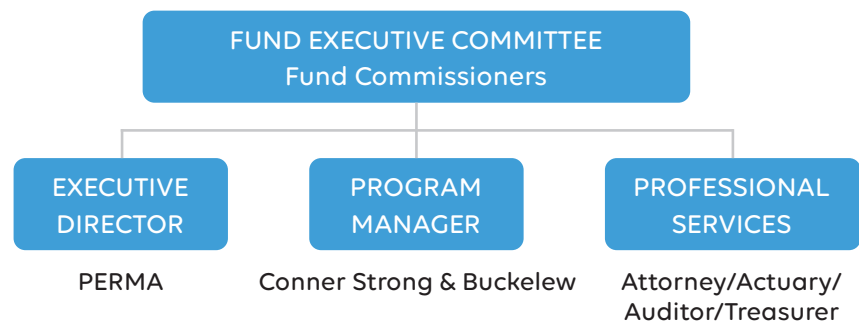 FUND EXECUTIVE COMMITTEE
Fund Commissioners
EXECUTIVE
DIRECTOR
PERMA
PROGRAM
MANAGER
Conner Strong & Buckelew
PROFESSIONAL
SERVICES
Attorney/Actuary/
Auditor/Treasurer